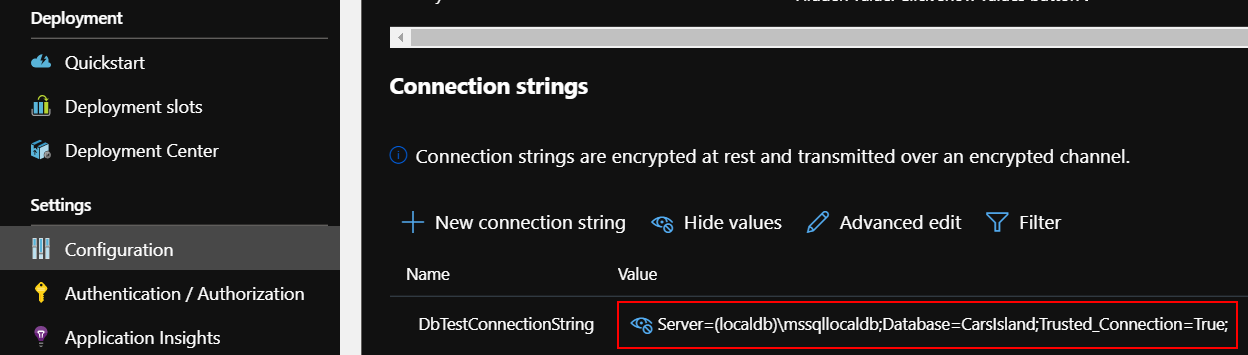 Deployment
Quickstart
Deployment slots
Deployment Center
Settings
Configuration
Authentication / Authorization
Application Insights
Connection strings
Connection strings are encrypted at rest and transmitted over an encrypted channel.
New connection string Hide values Advanced edit Filter
Name Value
DbTestConnectionString Server=(localdb)\mssqllocaldb;Database=CarsIsland;Trusted_Connection=True;